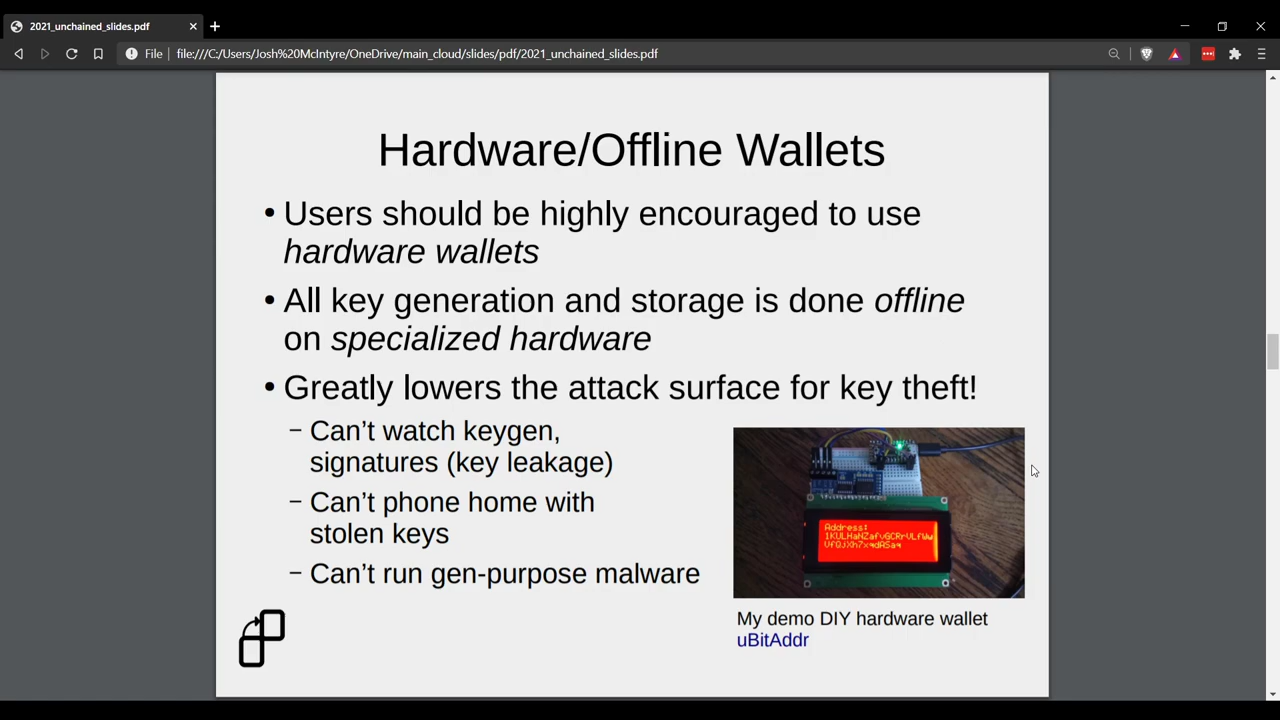 2021_unchained_slides.pdf
File file:///C:/Users/Josh%20McIntyre/OneDrive/main_cloud/slides/pdf/2021_unchained_slides.pdf
Hardware/Offline Wallets
• Users should be highly encouraged to use
hardware wallets
• All key generation and storage is done offline
on specialized hardware
• Greatly lowers the attack surface for key theft!
– Can't watch keygen,
signatures (key leakage)
– Can't phone home with
stolen keys
– Can't run gen-purpose malware
Address:
My demo DIY hardware wallet
uBitAddr